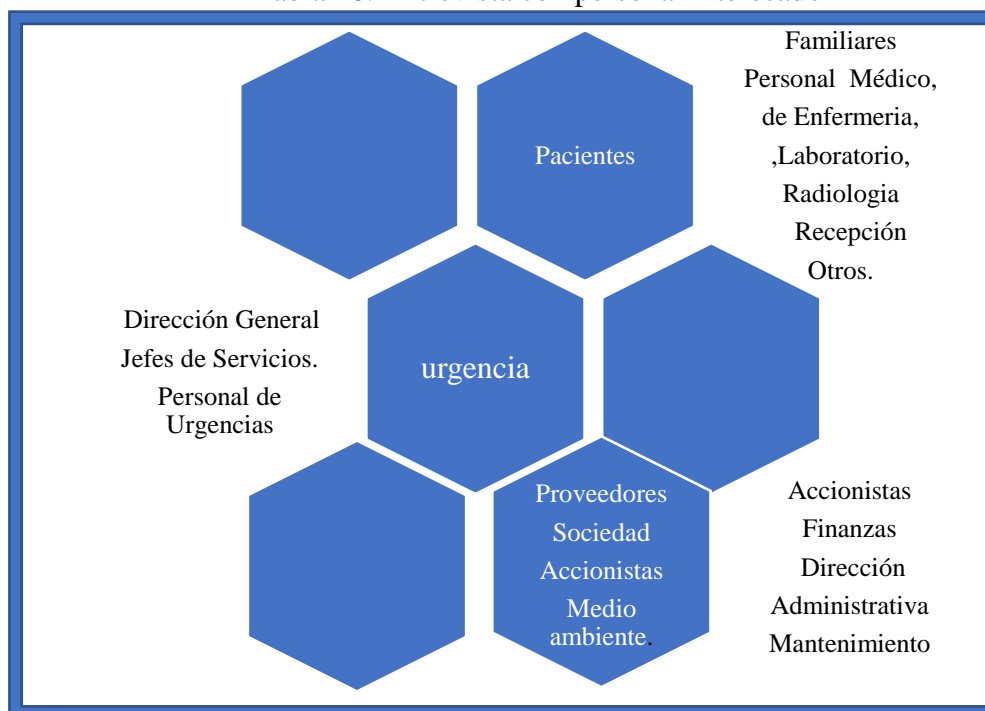 Familiares
Personal Médico,
de Enfermeria,
,Laboratorio,
Radiologia
Recepción
Otros.
Pacientes
Dirección General
Jefes de Servicios.
Personal de
Urgencias
urgencia
Proveedores
Sociedad
Accionistas
Medio
ambiente.
Accionistas
Finanzas
Dirección
Administrativa
Mantenimiento